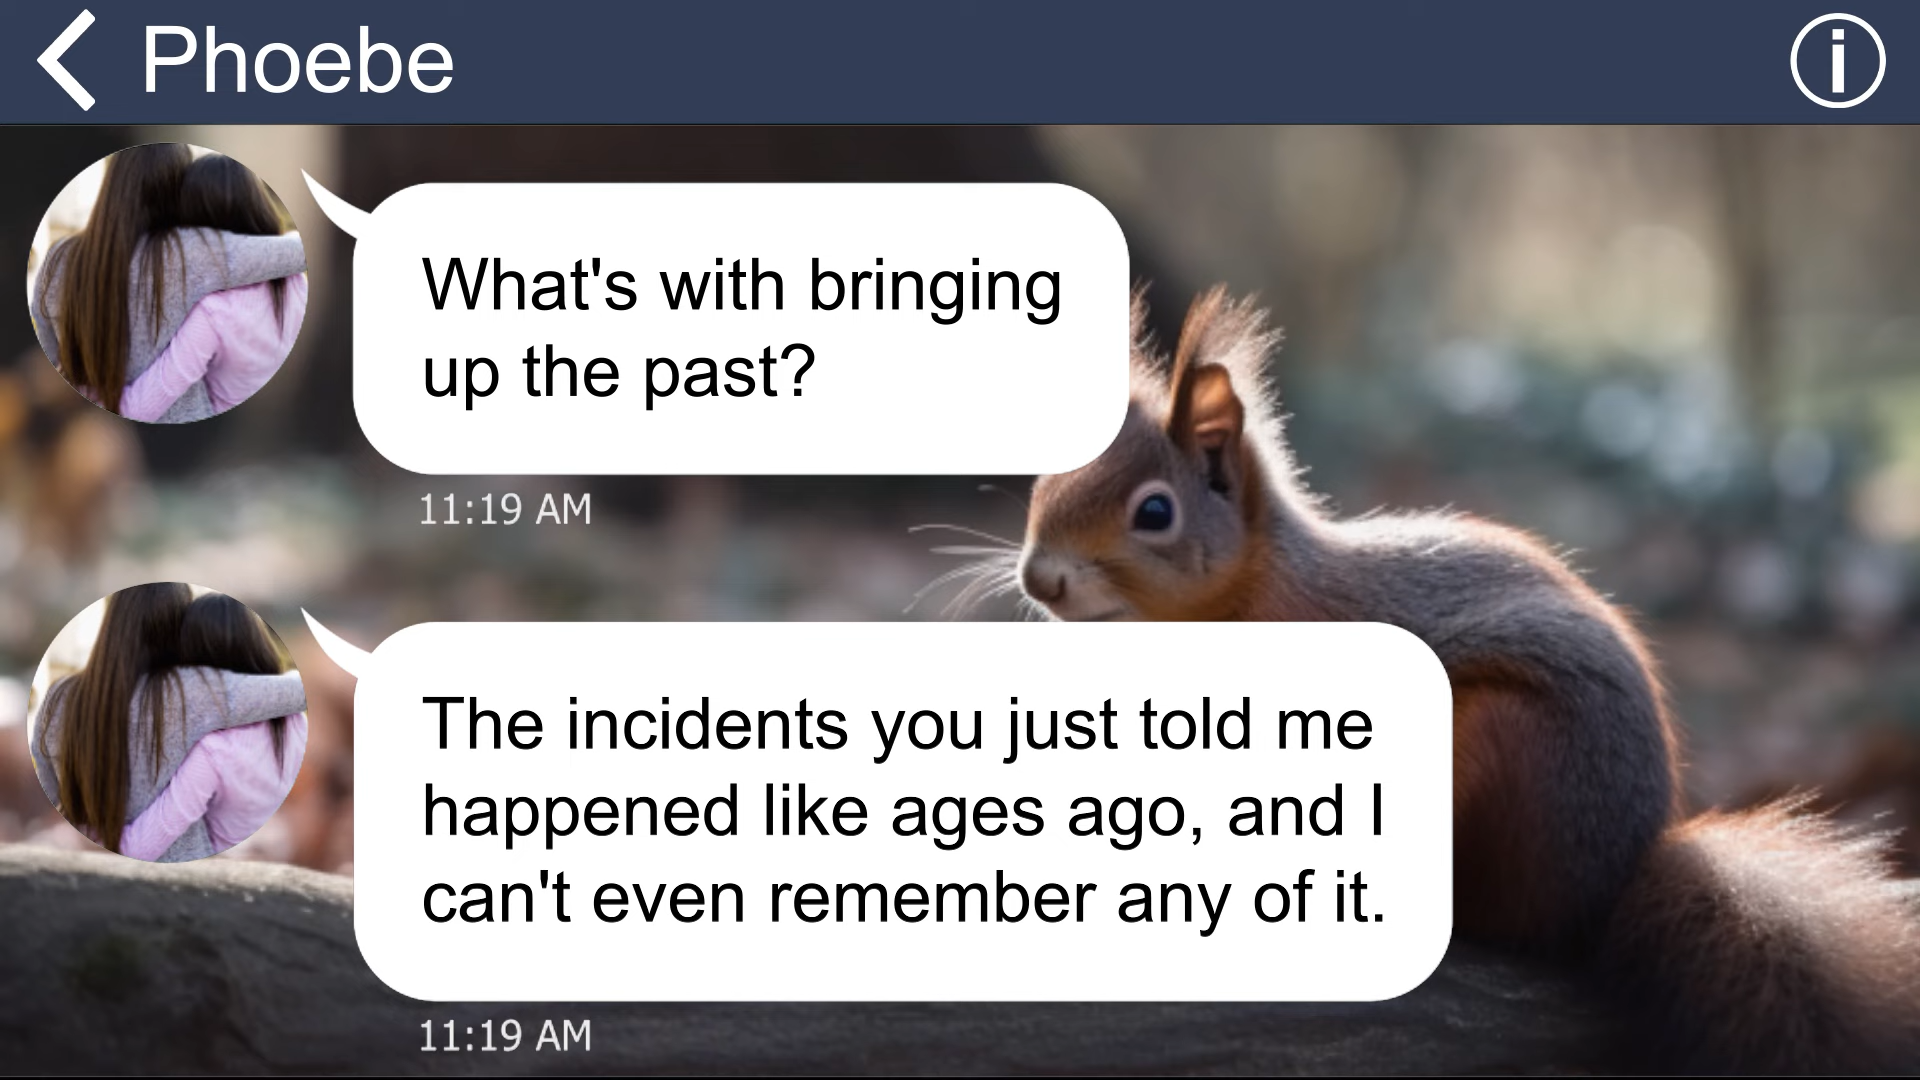 Phoebe
What's with bringing
up the past?
11:19 AM
The incidents you just told me
happened like ages ago, and I
can't even remember any of it.
11:19 AM